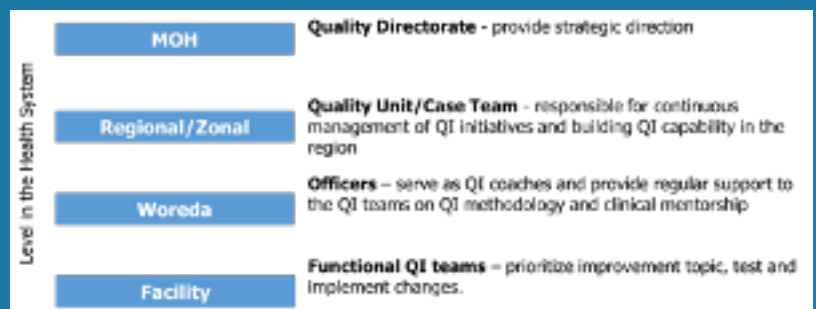 Level in the Health System
MOH
Quality Directorate - provide strategic direction
Regional/Zonal
Quality Unit/Case Team - responsible for continuous
management of QI initiatives and building QI capability in the
region
Woreda
Officers – serve as QI coaches and provide regular support to
the QI teams on QI methodology and clinical mentorship
Facility
Functional QI teams – prioritize improvement topic, test and
implement changes.